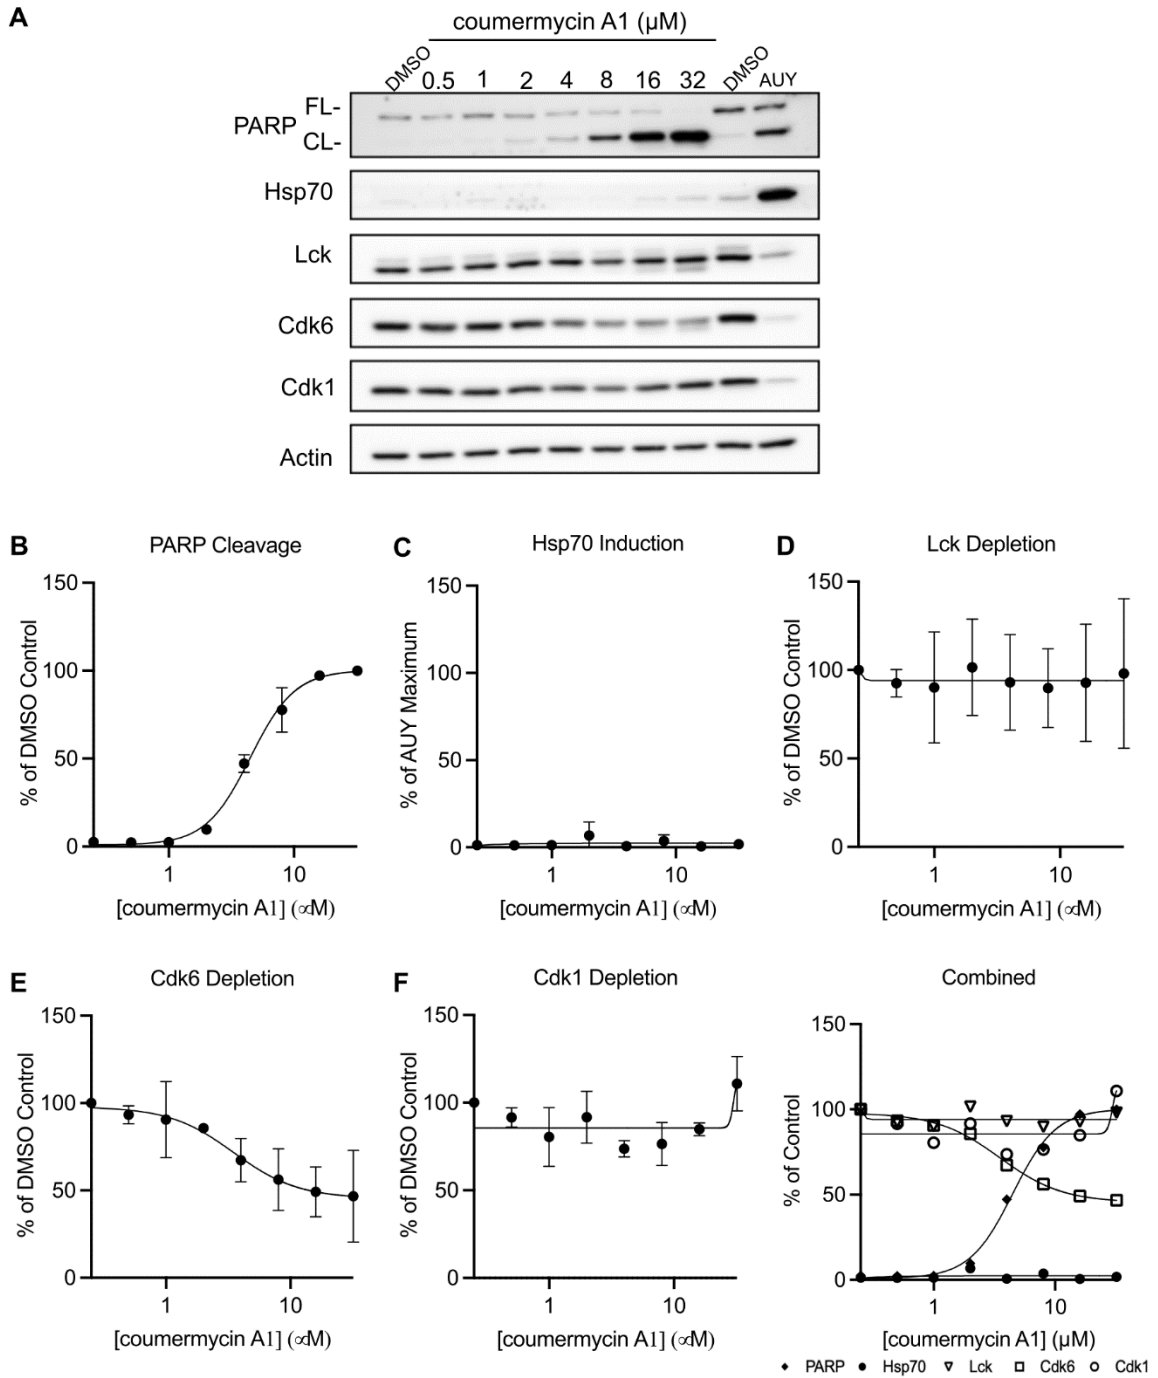 A
coumermycin A1 (µM)
DMSO 0.5 1 2 4 8 16 32 DMSO AUY
FL-
PARP
CL-
Hsp70
Lck
Cdk6
Cdk1
Actin
B
PARP Cleavage
150
100
50
0
% of DMSO Control
1 10
[coumermycin A1] (∝M)
C
Hsp70 Induction
150
100
50
0
% of AUY Maximum
1 10
[coumermycin A1] (∝M)
D
Lck Depletion
150
100
50
0
% of DMSO Control
1 10
[coumermycin A1] (∝M)
E
Cdk6 Depletion
150
100
50
0
% of DMSO Control
1 10
[coumermycin A1] (∝M)
F
Cdk1 Depletion
150
100
50
0
% of DMSO Control
1 10
[coumermycin A1] (∝M)
Combined
150
100
50
0
% of Control
1 10
[coumermycin A1] (µM)
PARP Hsp70 Lck Cdk6 Cdk1